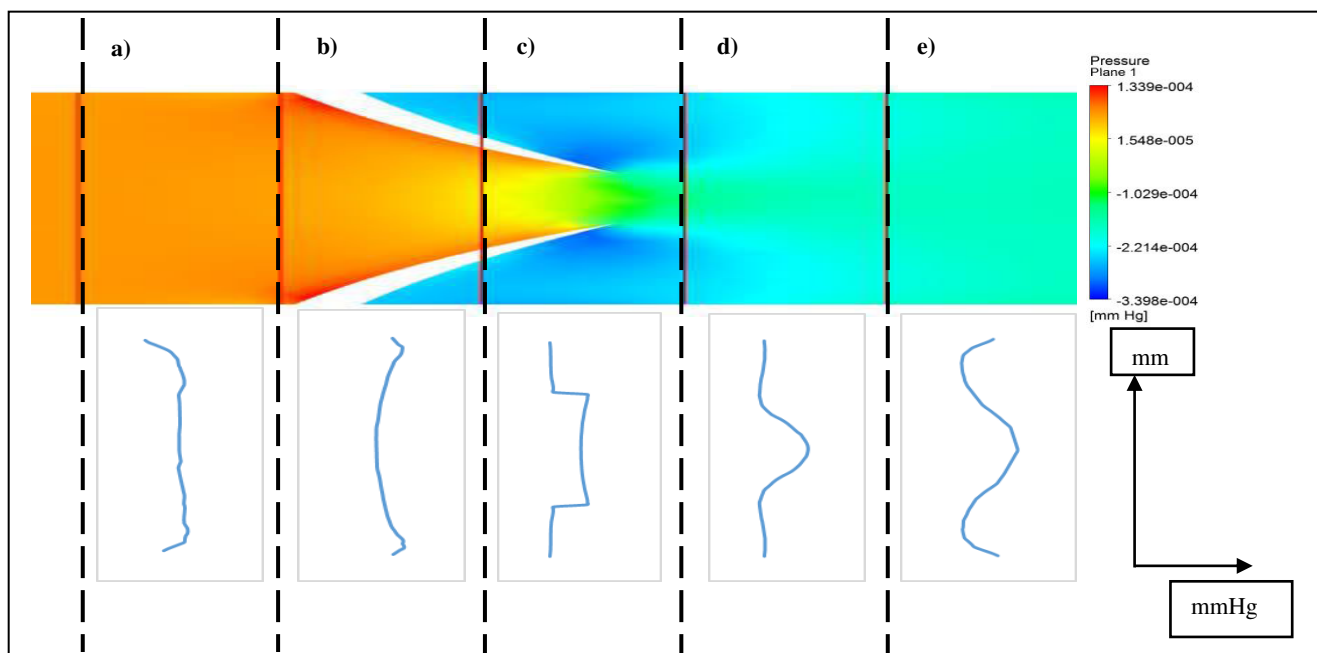 a)
b)
c)
d)
e)
Pressure
Plane 1
1.339e-004
1.548e-005
-1.029e-004
-2.214e-004
-3.398e-004
[mm Hg]
mm
mmHg